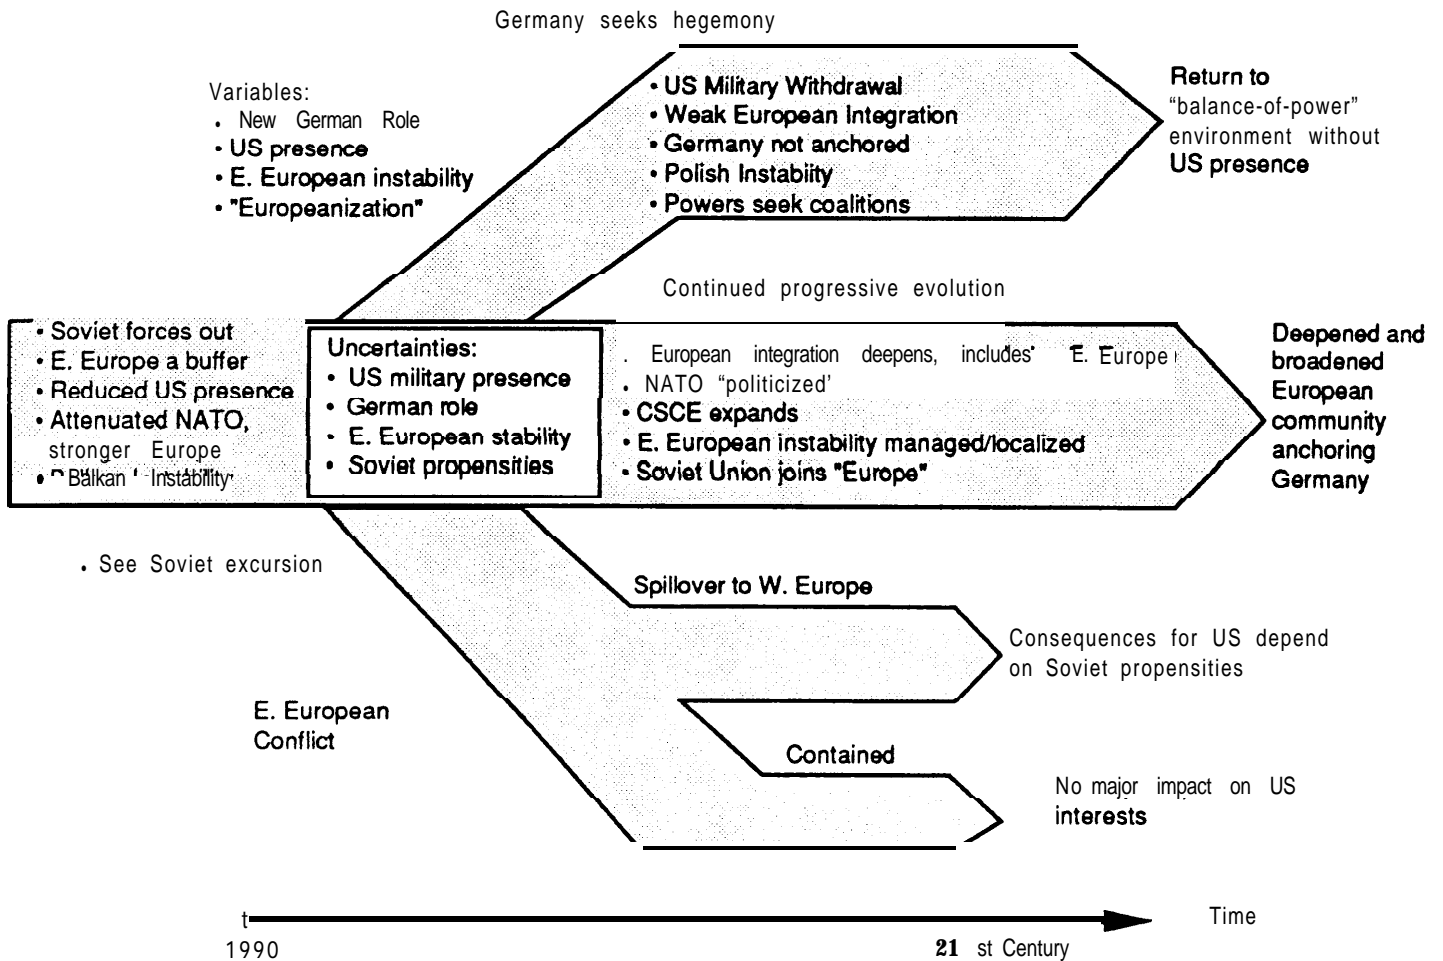 Germany seeks hegemony
Variables:
• New German Role
• US presence
• E. European instability
• "Europeanization"
• US Military Withdrawal
• Weak European Integration
• Germany not anchored
• Polish Instabiity
• Powers seek coalitions
Return to
“balance-of-power”
environment without
US presence
Continued progressive evolution
• Soviet forces out
• E. Europe a buffer
• Reduced US presence
• Attenuated NATO,
stronger Europe
• Balkan Instability
Uncertainties:
• US military presence
• German role
• E. European stability
• Soviet propensities
. European integration deepens, includes E. Europe
. NATO “politicized’
• CSCE expands
• E. European instability managed/localized
• Soviet Union joins "Europe"
Deepened and
broadened
European
community
anchoring
Germany
• See Soviet excursion
Spillover to W. Europe
Consequences for US depend
on Soviet propensities
E. European
Conflict
Contained
No major impact on US
interests
t
Time
1990
21 st Century